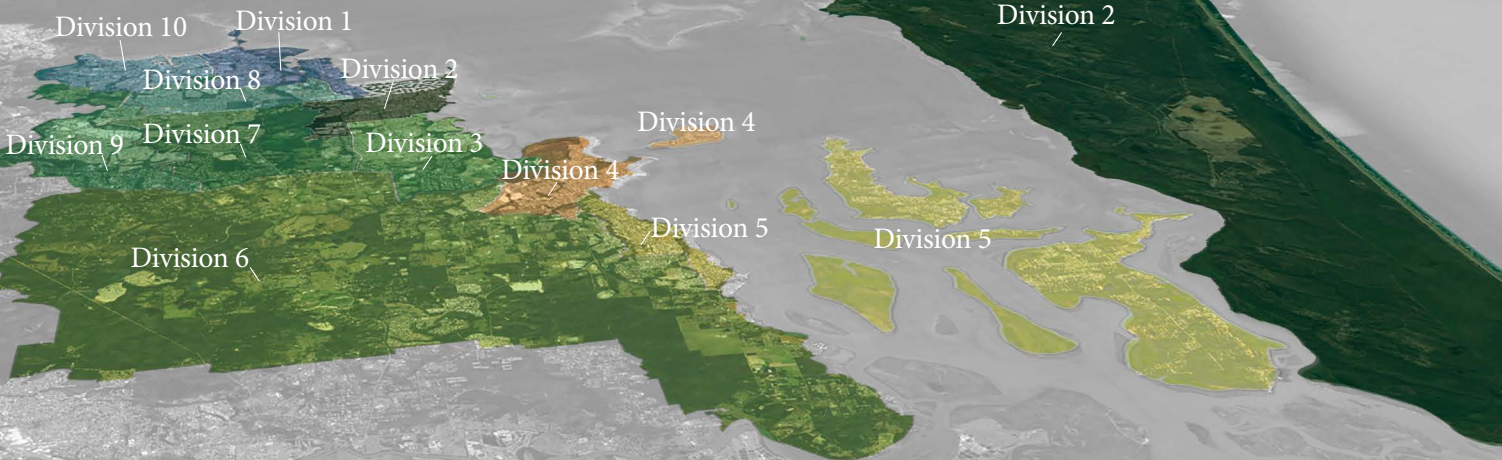 Division 2
Division 1
Division 10
Division 2
Division 8
Division 4
Division 7
Division 3
Division 9
Division 4
Division 5
Division 5
Division 6